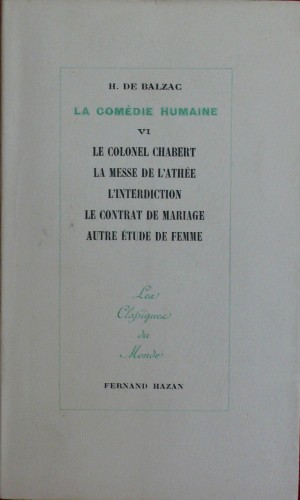 H. DE BALZAC
LA COMÉDIE HUMAINE
VI
LE COLONEL CHABERT
LA MESSE DE L'ATHÉE
L'INTERDICTION
LE CONTRAT DE MARIAGE
AUTRE ÉTUDE DE FEMME
Les
Classiques
du
Monde
FERNAND HAZAN